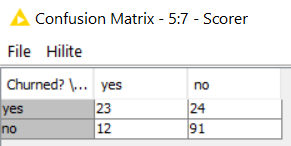 Confusion Matrix - 5:7 - Scorer
File Hilite
Churned? \... yes no
yes 23 24
no 12 91